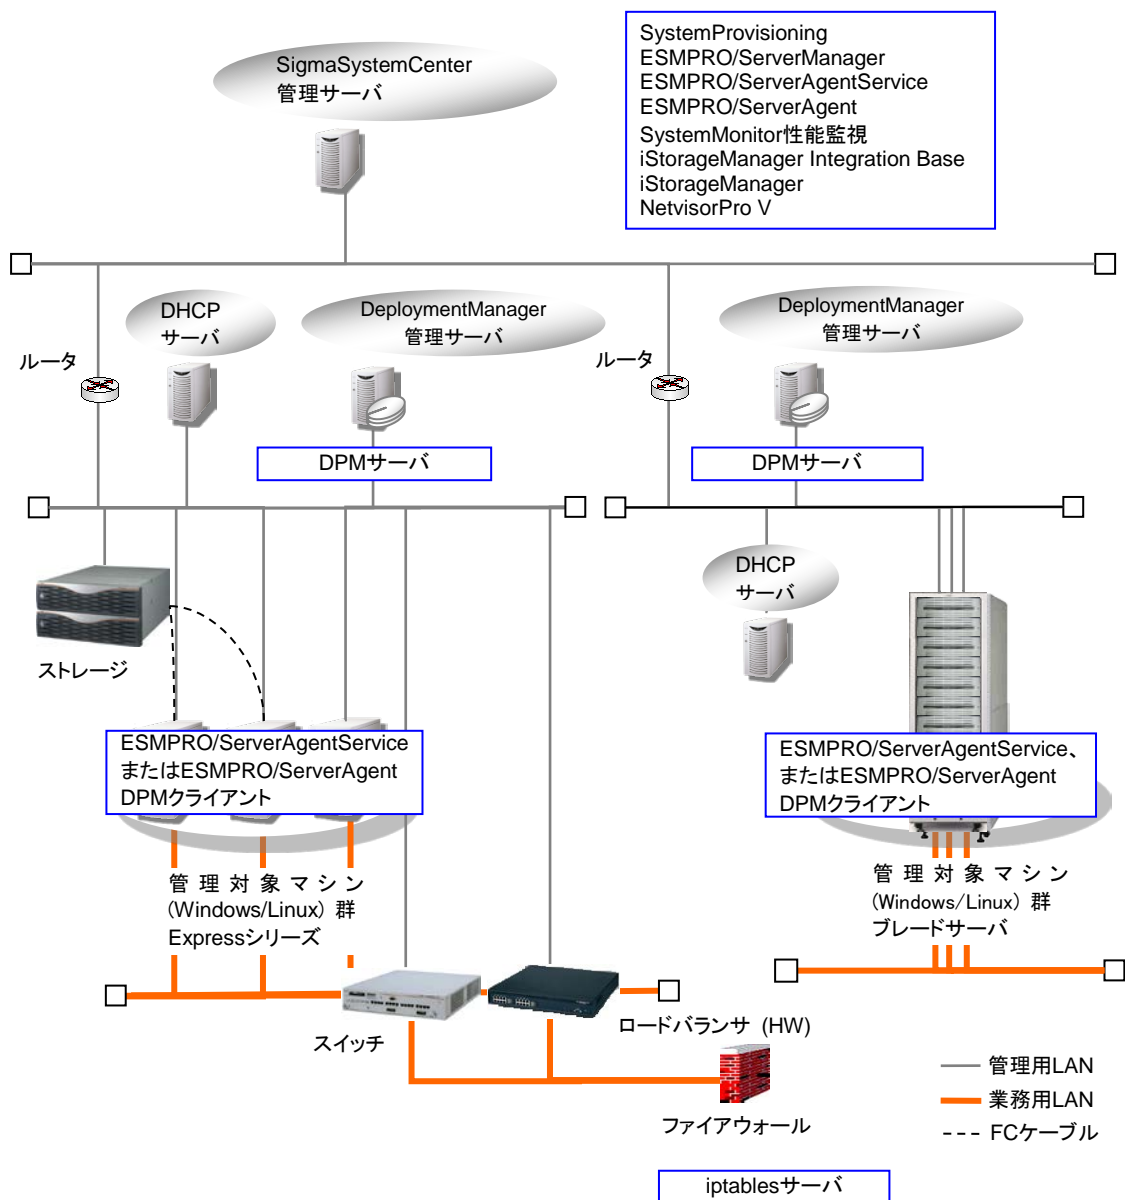 SigmaSystemCenter
管理サーバ
SystemProvisioning
ESMPRO/ServerManager
ESMPRO/ServerAgentService
ESMPRO/ServerAgent
SystemMonitor性能監視
iStorageManager Integration Base
iStorageManager
NetvisorPro V
DHCP
サーバ
DeploymentManager
管理サーバ
DeploymentManager
管理サーバ
ルータ
ルータ
DPMサーバ
DPMサーバ
DHCP
サーバ
ストレージ
ESMPRO/ServerAgentService
またはESMPRO/ServerAgent
DPMクライアント
ESMPRO/ServerAgentService、
またはESMPRO/ServerAgent
DPMクライアント
管理対象マシン
(Windows/Linux) 群
Expressシリーズ
管理対象マシン
(Windows/Linux) 群
ブレードサーバ
スイッチ
ロードバランサ (HW)
ファイアウォール
管理用LAN
業務用LAN
FCケーブル
iptablesサーバ